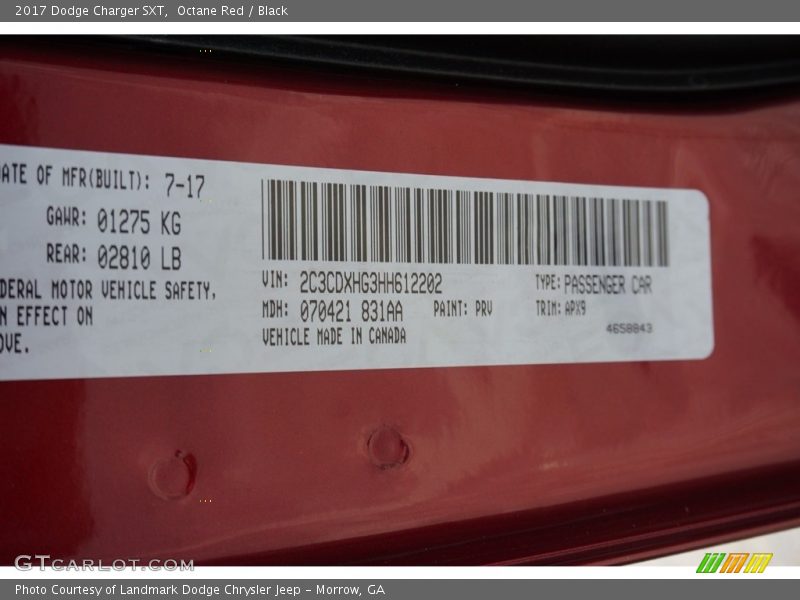 2017 Dodge Charger SXT, Octane Red / Black
ATE OF MFR(BUILT): 7-17
GAWR: 01275 KG
REAR: 02810 LB
DERAL MOTOR VEHICLE SAFETY,
N EFFECT ON
OVE.
VIN: 2C3CDXHG3HH612202
TYPE: PASSENGER CAR
MDH: 070421 831AA PAINT: PRV
TRIM: APX9
VEHICLE MADE IN CANADA
4658843
GTCARLOT.COM
Photo Courtesy of Landmark Dodge Chrysler Jeep - Morrow, GA